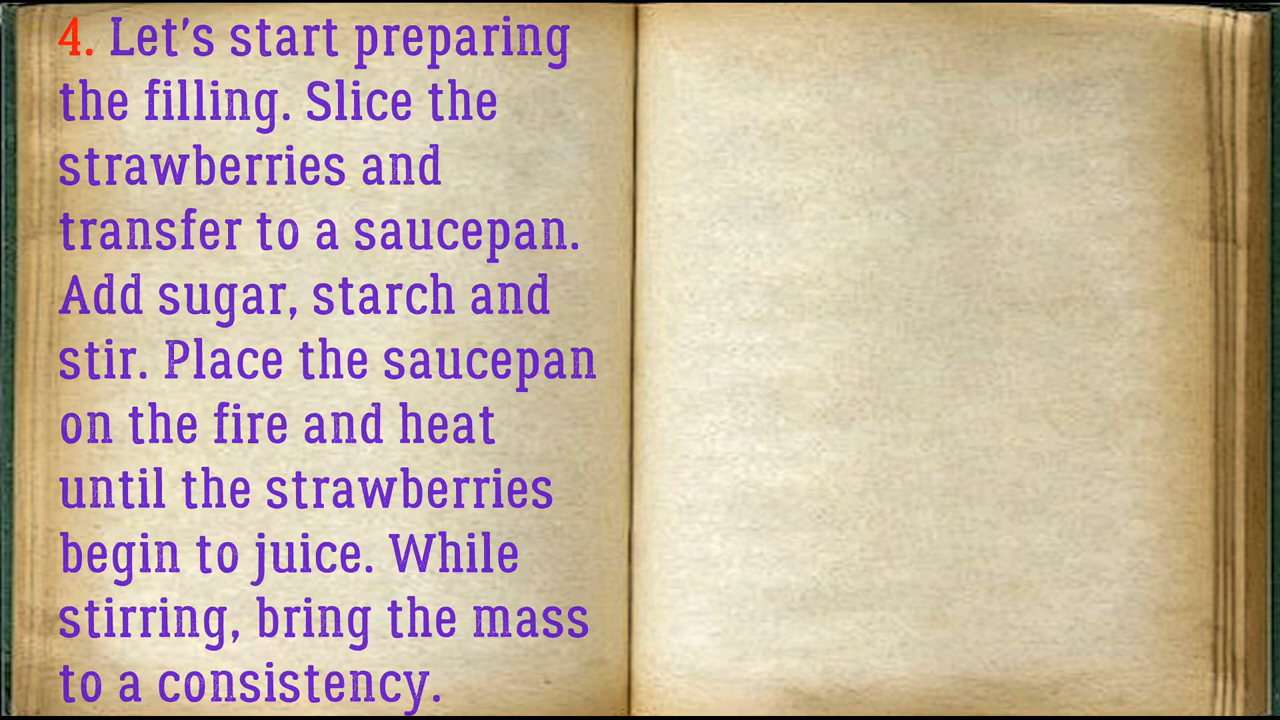 4. Let's start preparing
the filling. Slice the
strawberries and
transfer to a saucepan.
Add sugar, starch and
stir. Place the saucepan
on the fire and heat
until the strawberries
begin to juice. While
stirring, bring the mass
to a consistency.